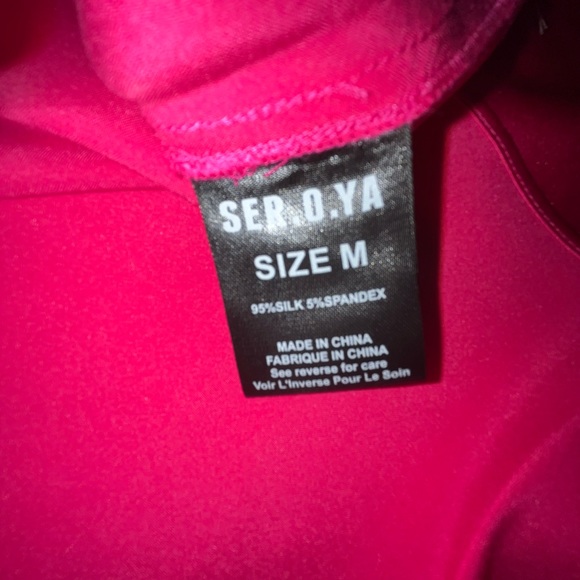 SER.O.YA
SIZE M
95%SILK 5%SPANDEX
MADE IN CHINA
FABRIQUE IN CHINA
See reverse for care
Voir L'Inverse Pour Le Soin